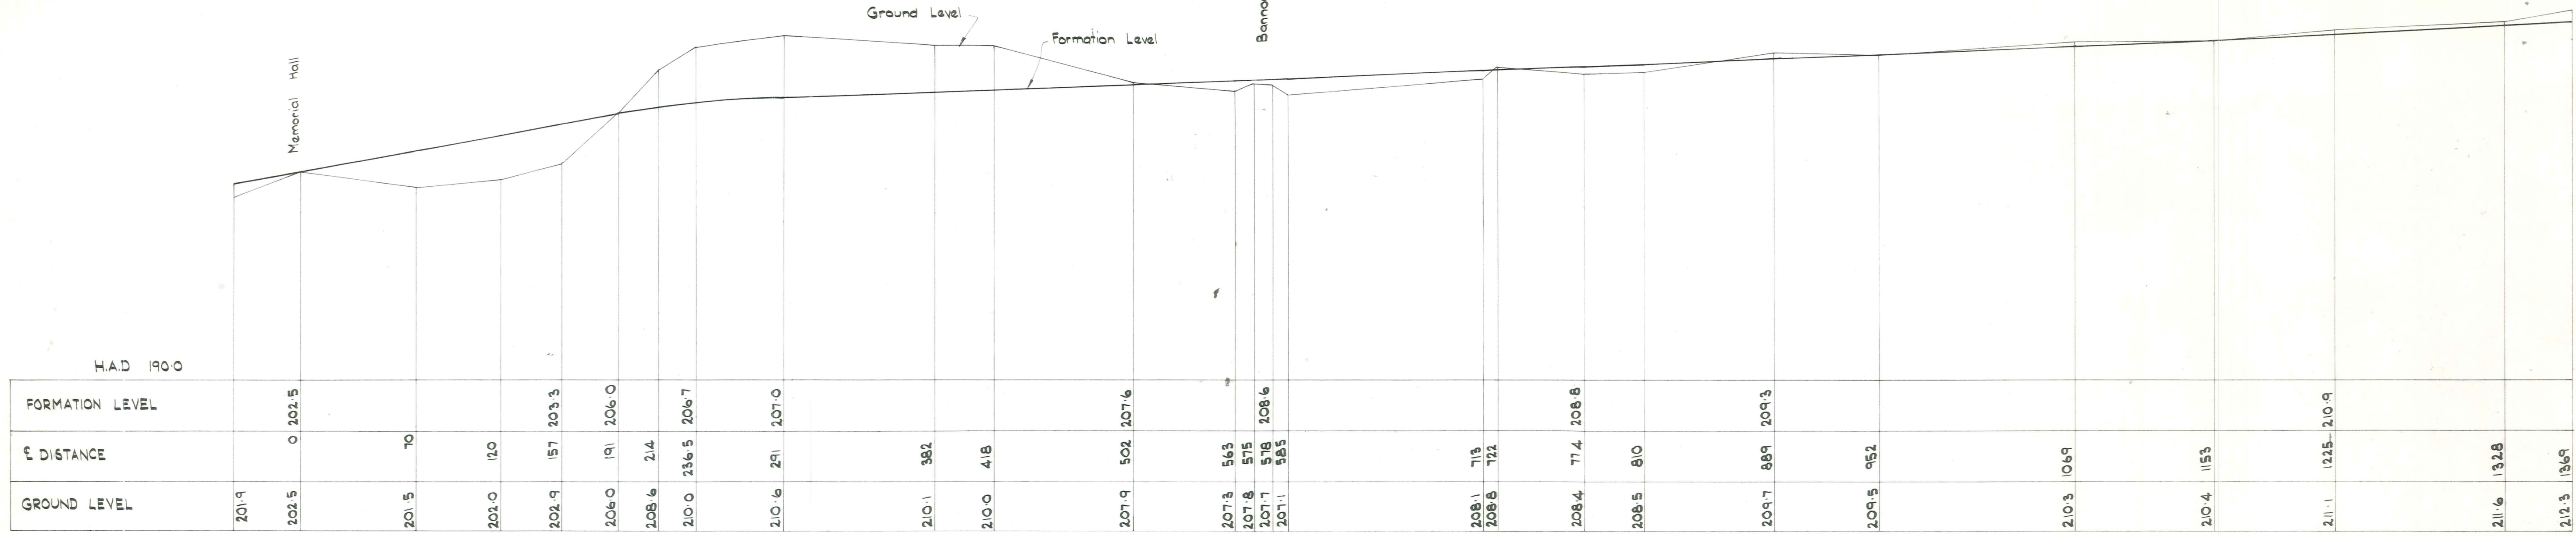 Ground Level
Formation Level
Memorial Hall
H.A.D 190·0
FORMATION LEVEL 202·5 203·3 206·0 206·7 207·0 207·6 208·6 208·8 209·3 210·9
℄ DISTANCE 0 70 120 157 191 214 236·5 291 382 418 502 563 575 578 585 713 722 774 810 889 952 1069 1153 1225 1328 1369
GROUND LEVEL 201·9 202·5 201·5 202·0 202·9 206·0 208·6 210·0 210·6 210·1 210·0 207·9 207·3 207·8 207·7 207·1 208·1 208·8 208·4 208·5 209·7 209·5 210·3 210·4 211·1 211·6 212·3